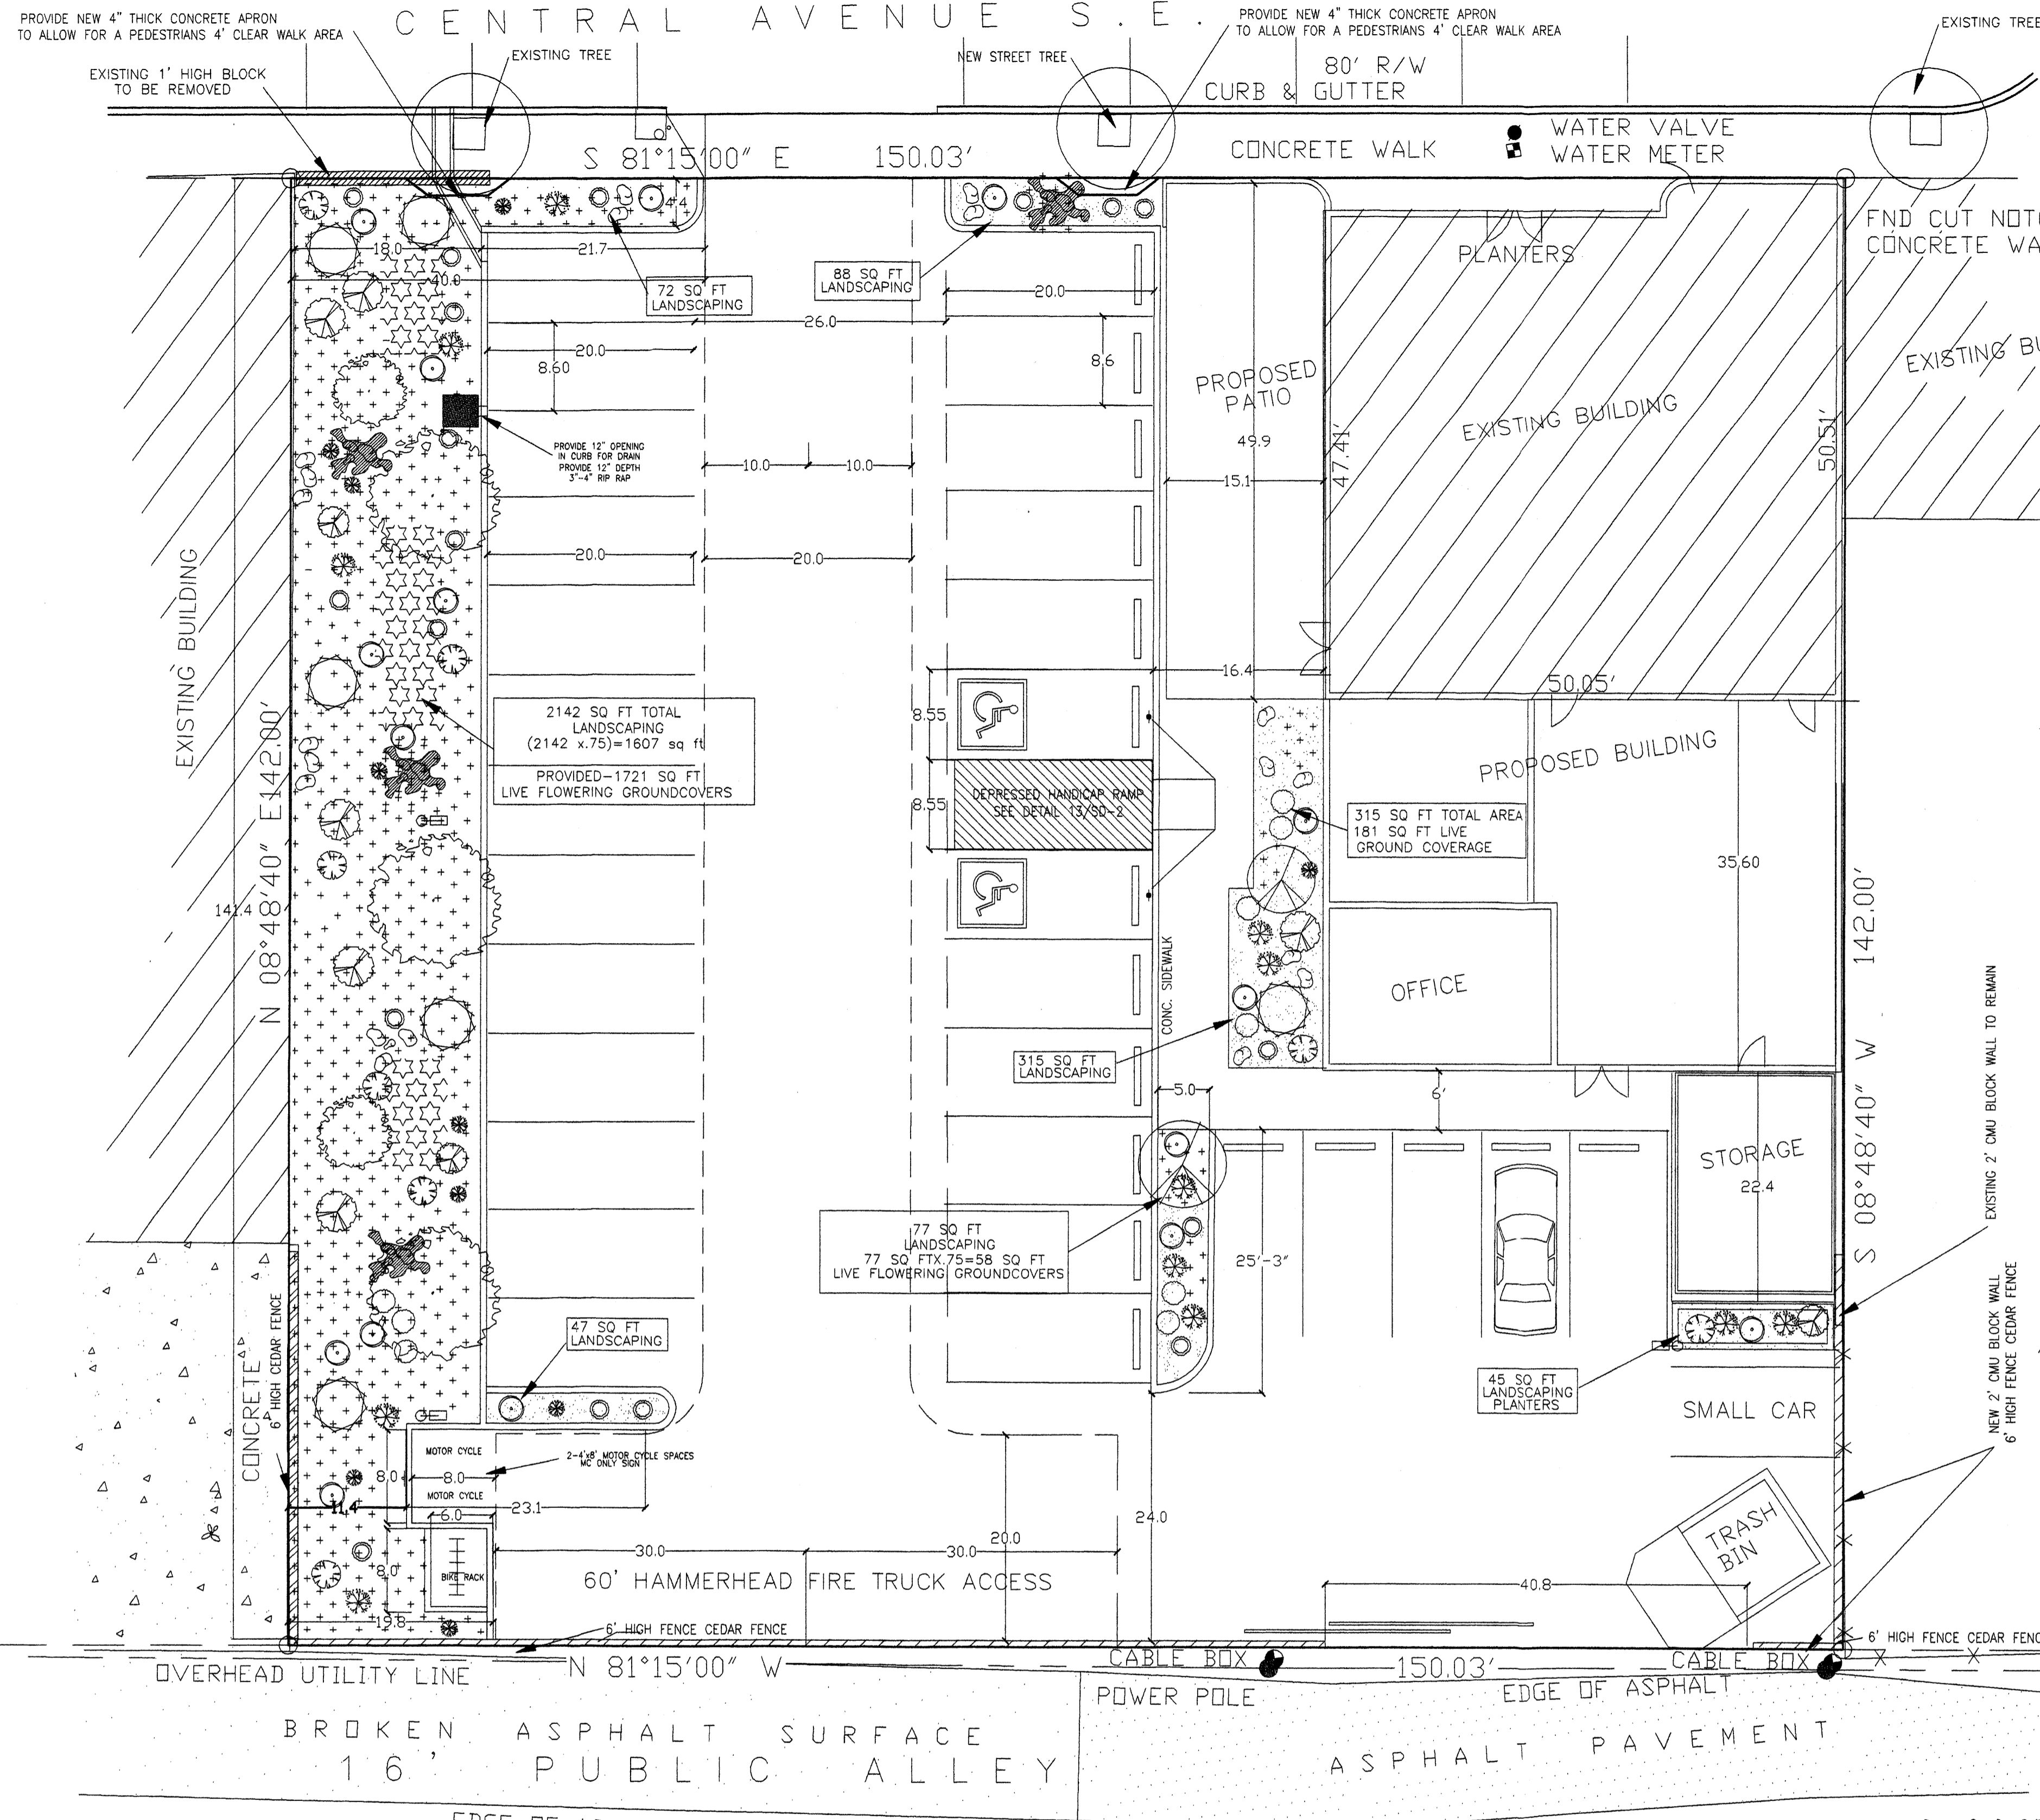 CENTRAL AVENUE S.E.
PROVIDE NEW 4" THICK CONCRETE APRON
TO ALLOW FOR A PEDESTRIANS 4' CLEAR WALK AREA
EXISTING TREE
EXISTING 1' HIGH BLOCK
TO BE REMOVED
PROVIDE NEW 4" THICK CONCRETE APRON
TO ALLOW FOR A PEDESTRIANS 4' CLEAR WALK AREA
NEW STREET TREE
80' R/W
CURB & GUTTER
EXISTING TREE
S 81°15'00" E
150.03'
CONCRETE WALK
WATER VALVE
WATER METER
FND CUT NOT
CONCRETE WA
4.4
18.0
21.7
40.0
72 SQ FT
LANDSCAPING
88 SQ FT
LANDSCAPING
20.0
26.0
20.0
8.60
8.6
PLANTERS
PROPOSED
PATIO
49.9
15.1
47.41'
EXISTING BUILDING
50.51'
EXISTING BU
PROVIDE 12" OPENING
IN CURB FOR DRAIN
PROVIDE 12" DEPTH
3"-4" RIP RAP
10.0
10.0
20.0
20.0
EXISTING BUILDING
N 08°48'40" E
142.00'
141.4
16.4
50.05'
8.55
8.55
2142 SQ FT TOTAL
LANDSCAPING
(2142 x.75)=1607 sq ft
PROVIDED-1721 SQ FT
LIVE FLOWERING GROUNDCOVERS
DEPRESSED HANDICAP RAMP
SEE DETAIL 13/SD-2
PROPOSED BUILDING
315 SQ FT TOTAL AREA
181 SQ FT LIVE
GROUND COVERAGE
35.60
CONC. SIDEWALK
OFFICE
315 SQ FT
LANDSCAPING
5.0
6'
S 08°48'40" W
142.00'
EXISTING 2' CMU BLOCK WALL TO REMAIN
STORAGE
22.4
77 SQ FT
LANDSCAPING
77 SQ FTX.75=58 SQ FT
LIVE FLOWERING GROUNDCOVERS
25'-3"
NEW 2' CMU BLOCK WALL
6' HIGH FENCE CEDAR FENCE
47 SQ FT
LANDSCAPING
45 SQ FT
LANDSCAPING
PLANTERS
SMALL CAR
CONCRETE
6' HIGH CEDAR FENCE
MOTOR CYCLE
8.0
8.0
MOTOR CYCLE
2-4'x8' MOTOR CYCLE SPACES
MC ONLY SIGN
11.4
6.0
23.1
24.0
20.0
8.0
BIKE RACK
30.0
30.0
60' HAMMERHEAD FIRE TRUCK ACCESS
TRASH
BIN
40.8
19.8
6' HIGH FENCE CEDAR FENCE
6' HIGH FENCE CEDAR FENC
OVERHEAD UTILITY LINE
N 81°15'00" W
CABLE BOX
150.03'
CABLE BOX
POWER POLE
EDGE OF ASPHALT
BROKEN ASPHALT SURFACE
16' PUBLIC ALLEY
ASPHALT PAVEMENT